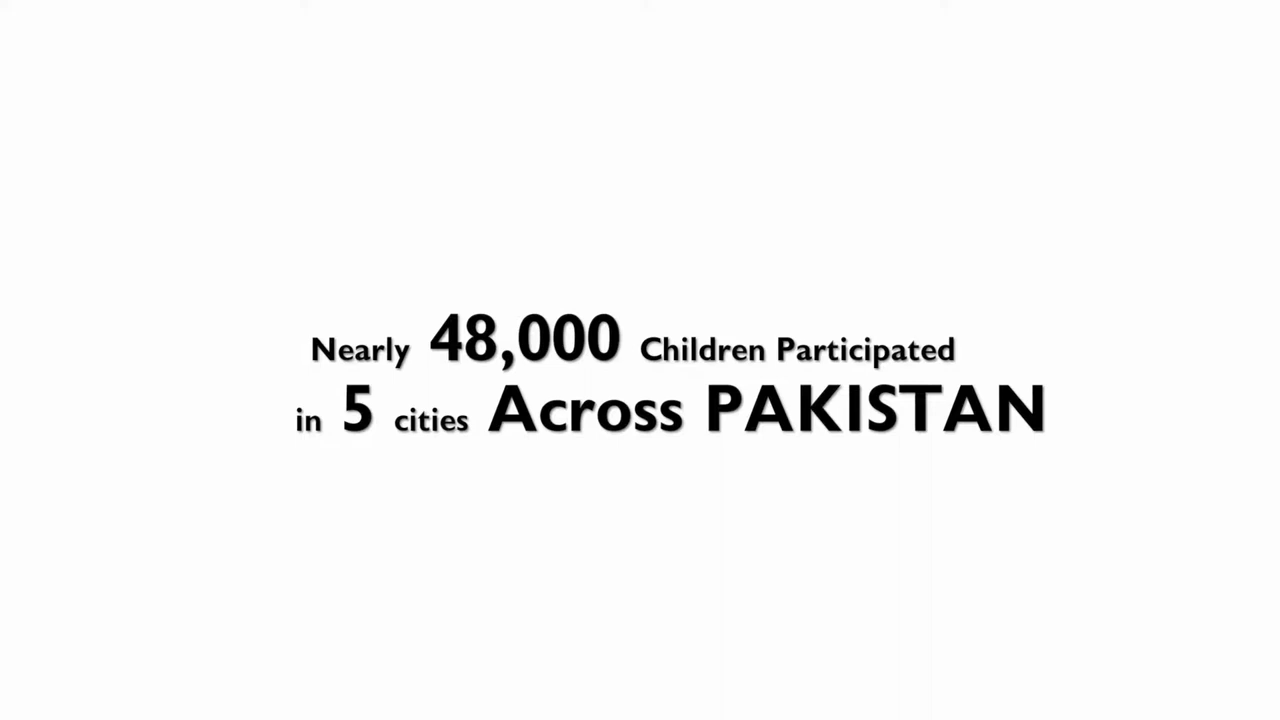 Nearly 48,000 Children Participated
in 5 cities Across PAKISTAN